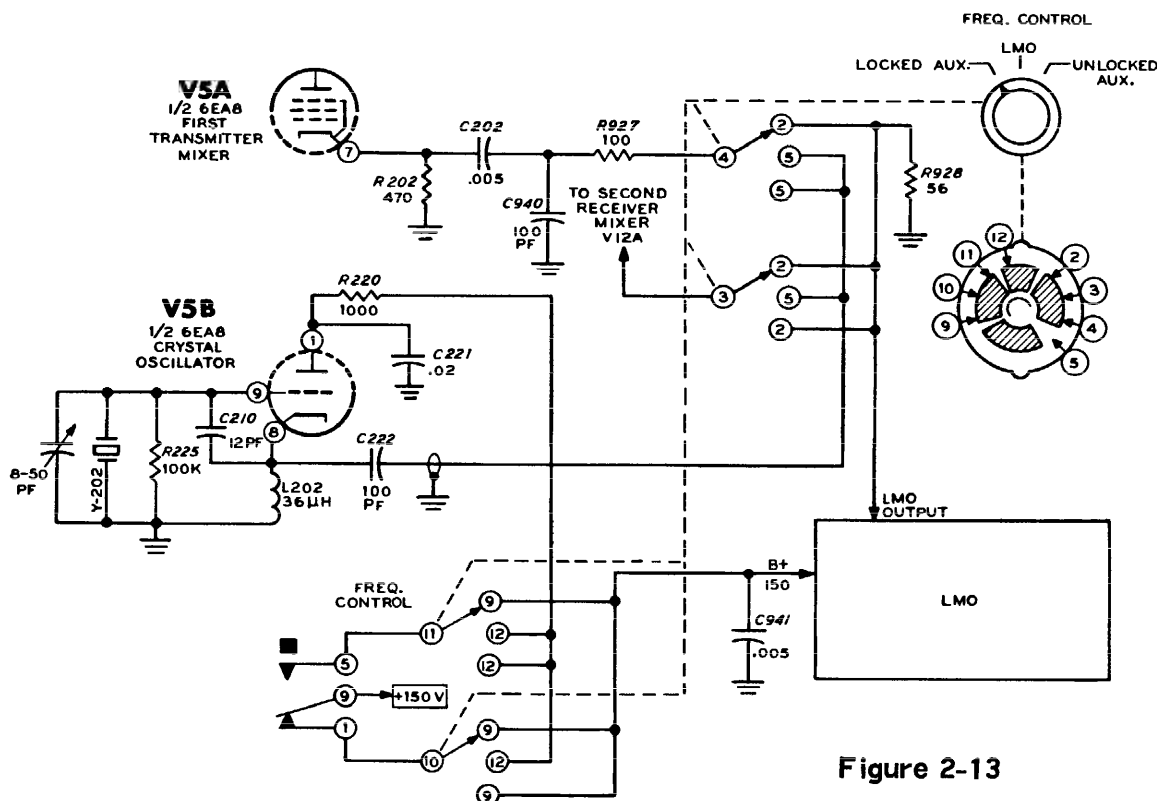 FREQ. CONTROL
LMO
LOCKED AUX.
UNLOCKED
AUX.
V5A
1/2 6EA8
FIRST
TRANSMITTER
MIXER
7
R202
470
C202
.005
C940
100
PF
R927
100
TO SECOND
RECEIVER
MIXER
V12A
4
2
5
5
R928
56
3
2
5
2
12
11
10
9
2
3
4
5
V5B
1/2 6EA8
CRYSTAL
OSCILLATOR
R220
1000
1
C221
.02
9
8
C210
12PF
8-50
PF
Y-202
R225
100K
L202
36μH
C222
100
PF
LMO
OUTPUT
B+
150
LMO
C941
.005
FREQ.
CONTROL
11
9
12
12
5
9
+150 V
1
10
9
12
9
Figure 2-13